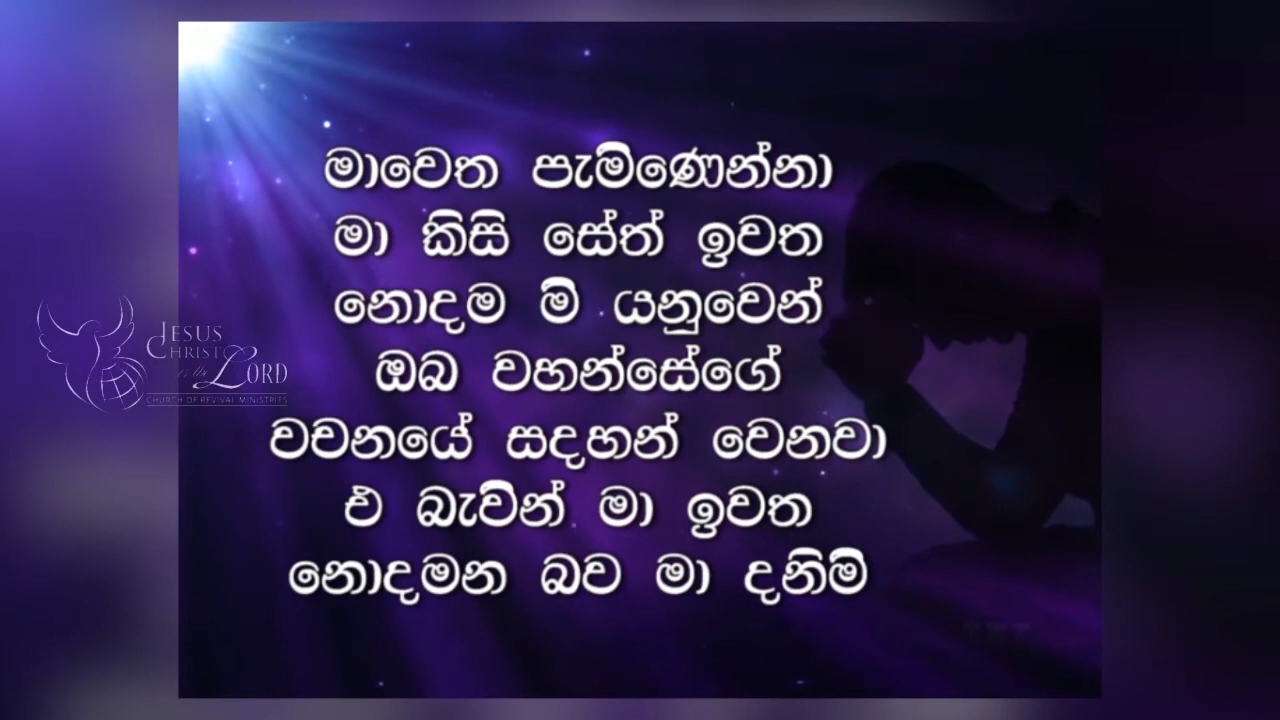 මාවෙත පැමිණෙන්නා
මා කිසි සේත් ඉවත
නොදම මි යනුවෙන්
ඔබ වහන්සේගේ
වචනයේ සදහන් වෙනවා
එ බැවින් මා ඉවත
නොදමන බව මා දනිමි
JESUS
CHRIST
is the LORD
CHURCH OF REVIVAL MINISTRIES